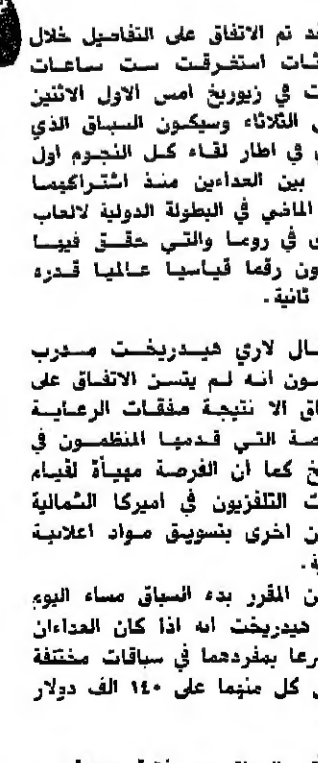 تم الاتفاق على التفاصيل خلال
استغرقت ست ساعات
في زيوريخ امس الاول الاثنين
الثلاثاء وسيكون السباق الذي
في اطار لقاء كل النجوم اول
بين العداءين منذ اشتراكهما
الماضي في البطولة الدولية لالعاب
في روما والتي حقق فيها
رقما قياسيا عالميا قدره
ثانية .
لاري هيدريخت مدرب
انه لم يتسن الاتفاق على
الا نتيجة صفقات الرعاية
التي قدمها المنظمون في
كما ان الفرصة مهيأة لقيام
التلفزيون في اميركا الشمالية
اخرى بتسويق مواد اعلانية
المقرر بدء السباق مساء اليوم
هيدريخت انه اذا كان العداءان
بمفردهما في سباقات مختلفة
كل منهما على ١٤٠ الف دولار